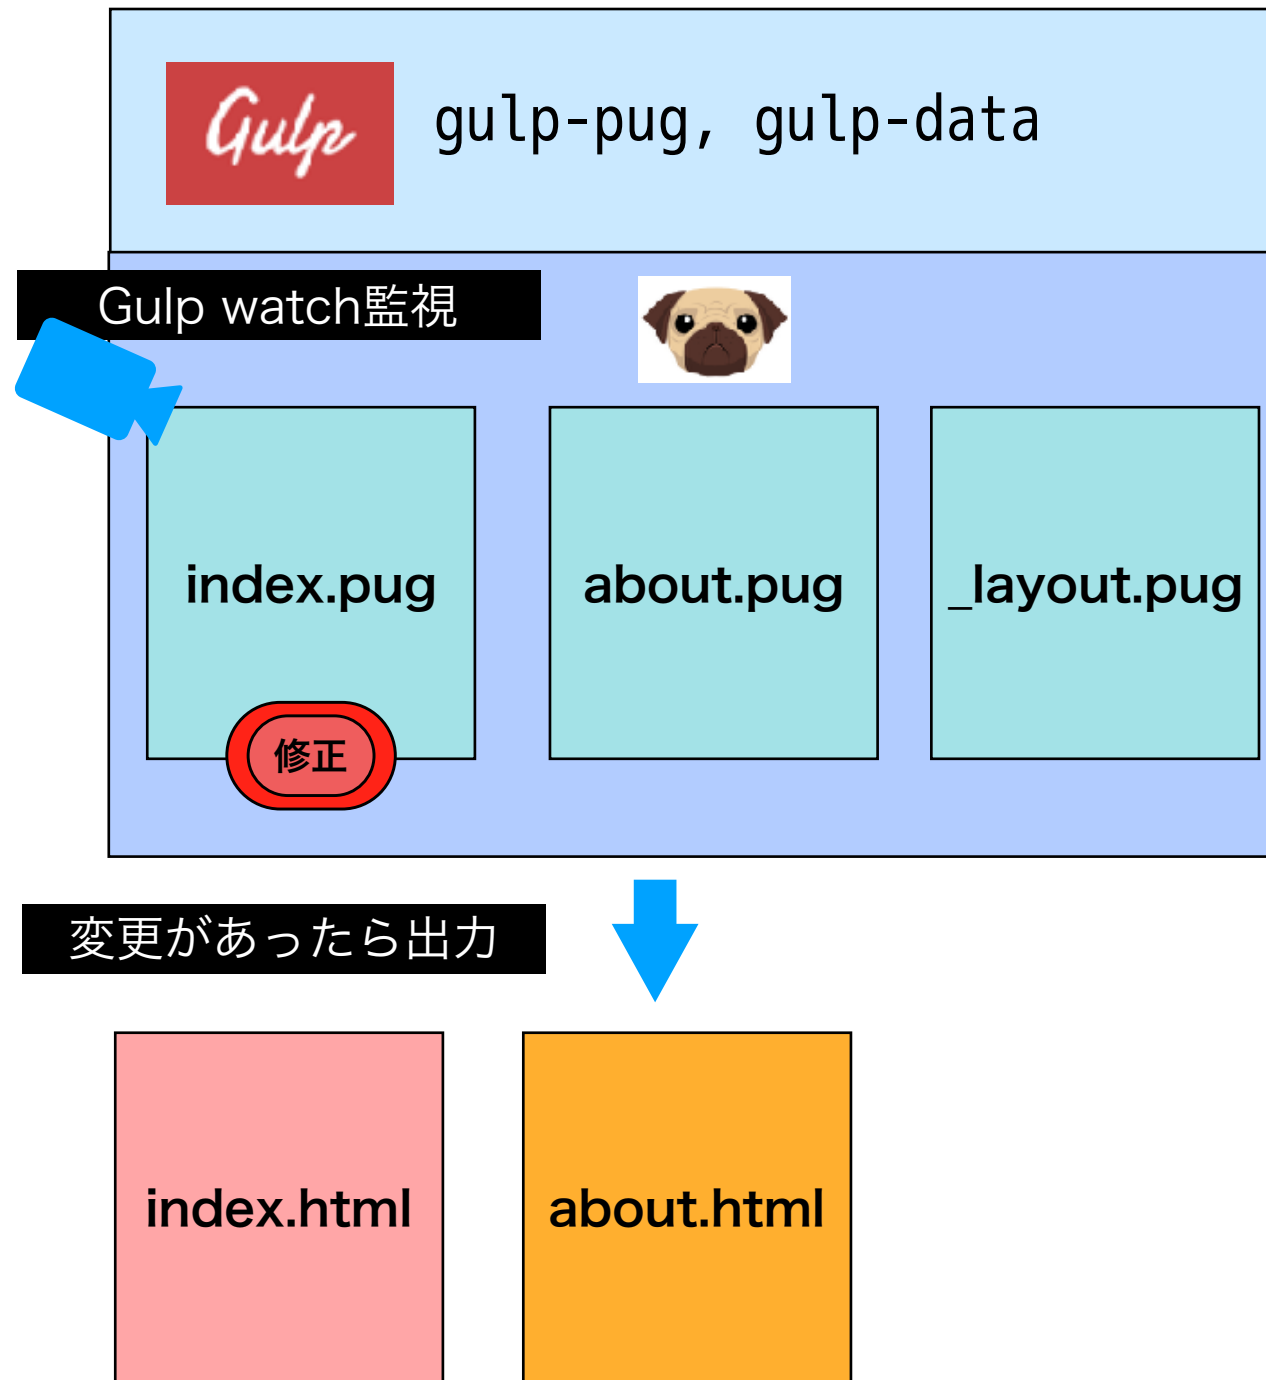 Gulp
gulp-pug, gulp-data
Gulp watch監視
index.pug
about.pug
_layout.pug
修正
変更があったら出力
index.html
about.html